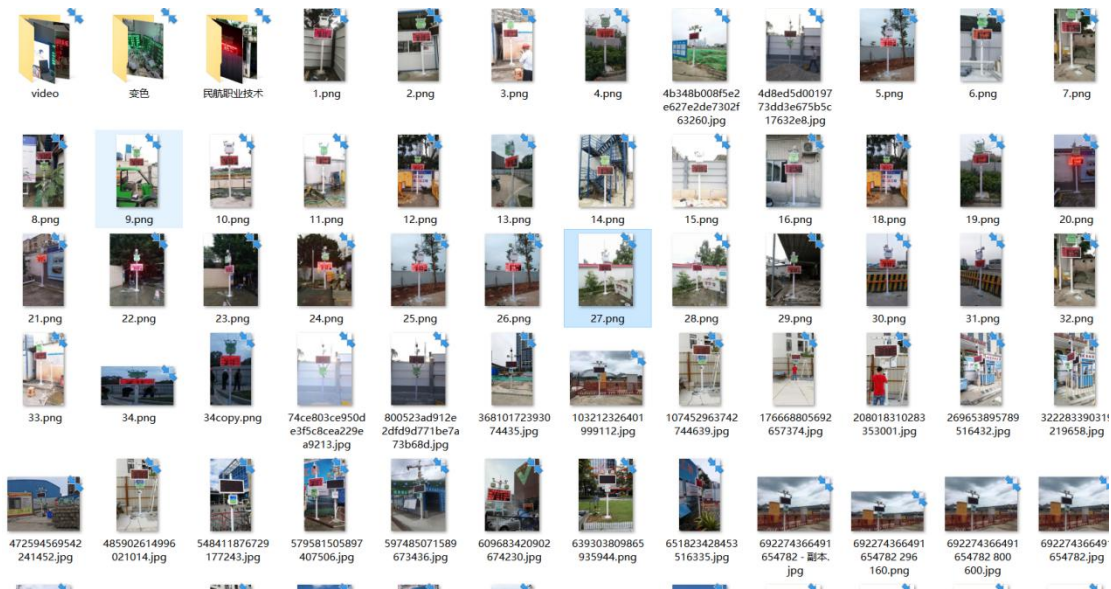 video
变色
民航职业技术
1.png
2.png
3.png
4.png
4b348b008f5e2
e627e2de7302f
63260.jpg
4d8ed5d00197
73dd3e675b5c
17632e8.jpg
5.png
6.png
7.png
8.png
9.png
10.png
11.png
12.png
13.png
14.png
15.png
16.png
18.png
19.png
20.png
21.png
22.png
23.png
24.png
25.png
26.png
27.png
28.png
29.png
30.png
31.png
32.png
33.png
34.png
34copy.png
74ce803ce950d
e3f5c8cea229e
a9213.jpg
800523ad912e
2dfd9d771be7a
73b68d.jpg
368101723930
74435.jpg
103212326401
999112.jpg
107452963742
744639.jpg
176668805692
657374.jpg
208018310283
353001.jpg
269653895789
516432.jpg
322283390319
219658.jpg
472594569542
241452.jpg
485902614996
021014.jpg
548411876729
177243.jpg
579581505897
407506.jpg
597485071589
673436.jpg
609683420902
674230.jpg
639303809865
935944.png
651823428453
516335.jpg
692274366491
654782 - 副本.
jpg
692274366491
654782 296
160.png
692274366491
654782 800
600.jpg
692274366491
654782.jpg